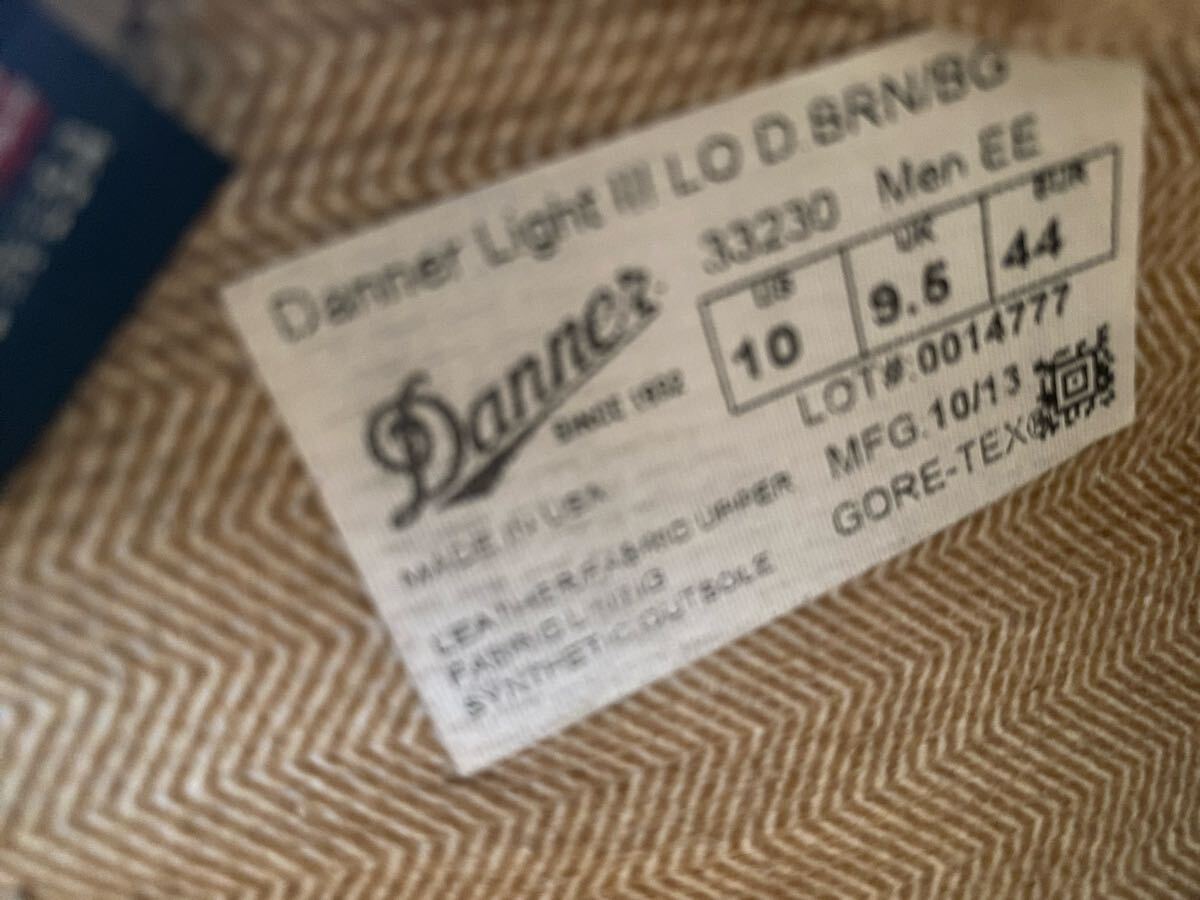 Danner Light III LO D.BRN/BG
33230 Men EE
Danner
SINCE 1932
US UK EUR
10 9.5 44
LOT#:0014777
MFG.10/13
GORE-TEX®
MADE IN USA
LEATHER/FABRIC UPPER
FABRIC LINING
SYNTHETIC OUTSOLE